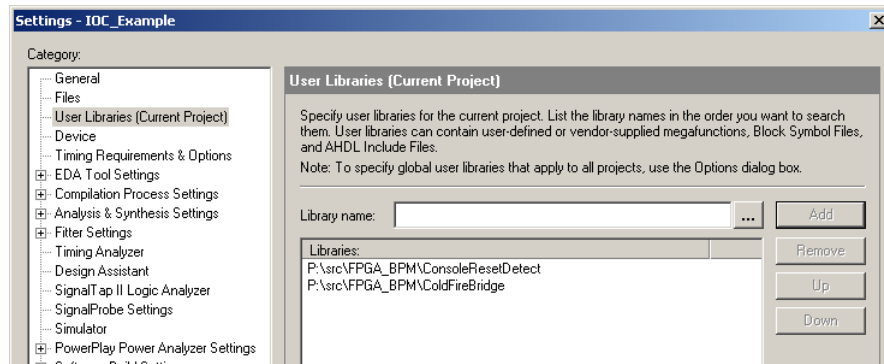 Settings - IOC_Example
Category:
General
Files
User Libraries (Current Project)
Device
Timing Requirements & Options
EDA Tool Settings
Compilation Process Settings
Analysis & Synthesis Settings
Fitter Settings
Timing Analyzer
Design Assistant
SignalTap II Logic Analyzer
SignalProbe Settings
Simulator
PowerPlay Power Analyzer Settings
User Libraries (Current Project)
Specify user libraries for the current project. List the library names in the order you want to search
them. User libraries can contain user-defined or vendor-supplied megafunctions, Block Symbol Files,
and AHDL Include Files.
Note: To specify global user libraries that apply to all projects, use the Options dialog box.
Library name:
...
Add
Libraries:
P:\src\FPGA_BPM\ConsoleResetDetect
P:\src\FPGA_BPM\ColdFireBridge
Remove
Up
Down